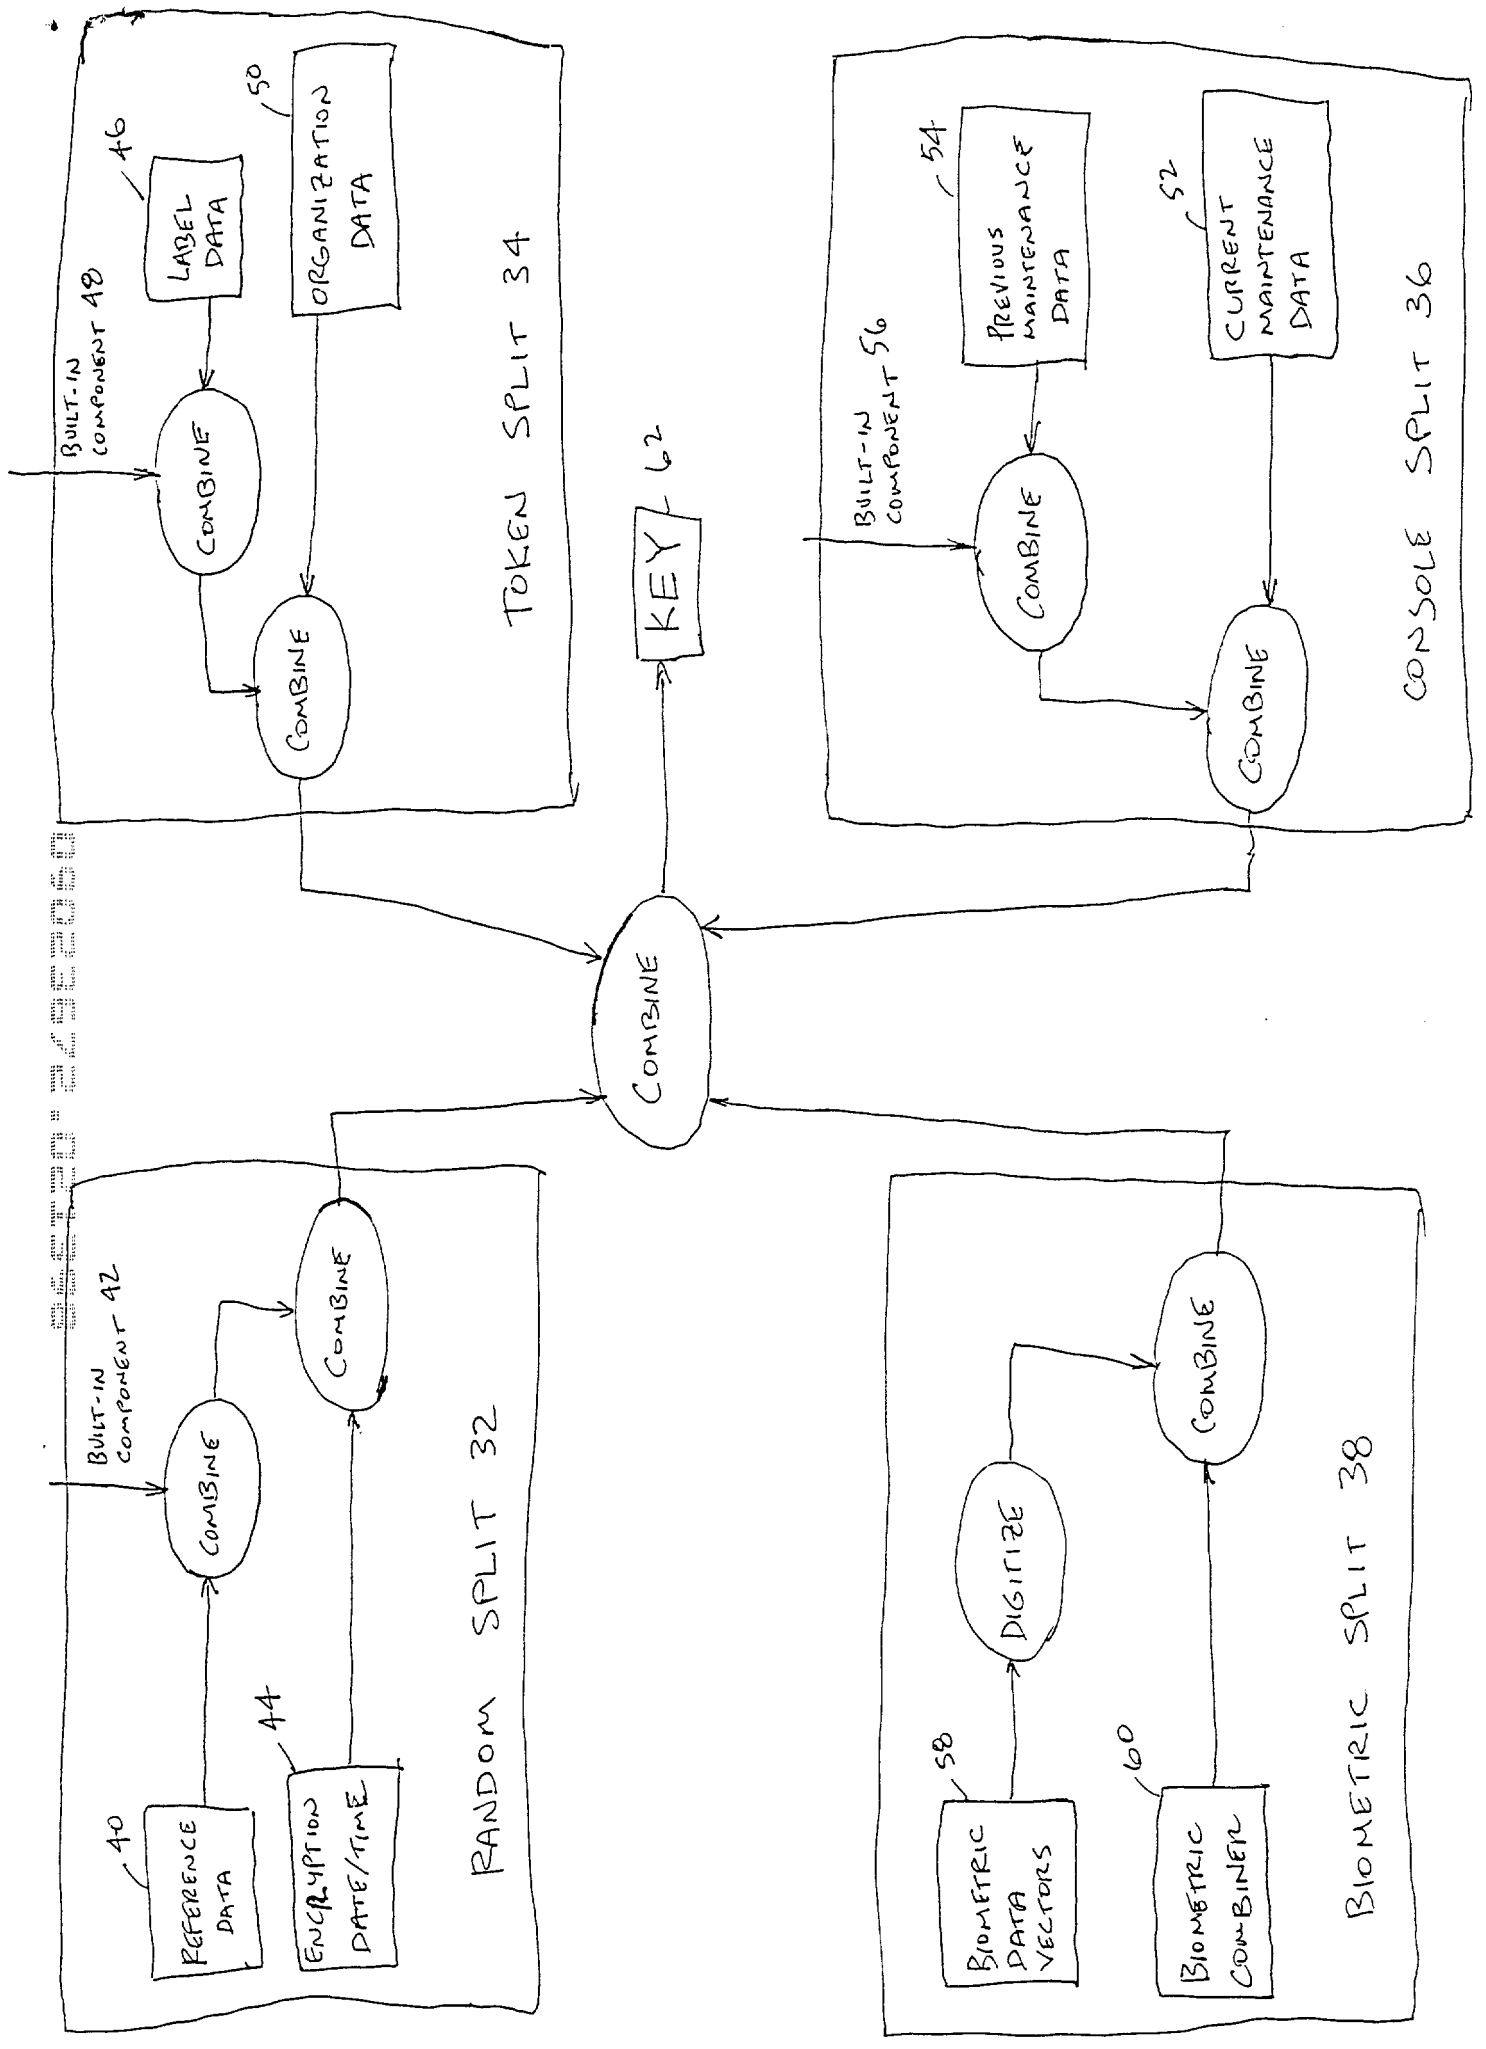 40
REFERENCE
DATA
BUILT-IN
COMPONENT 42
COMBINE
44
ENCRYPTION
DATE/TIME
COMBINE
RANDOM SPLIT 32
BUILT-IN
COMPONENT 48
46
LABEL
DATA
COMBINE
50
ORGANIZATION
DATA
COMBINE
TOKEN SPLIT 34
COMBINE
KEY 62
58
BIOMETRIC
DATA
VECTORS
DIGITIZE
60
BIOMETRIC
COMBINER
COMBINE
BIOMETRIC SPLIT 38
BUILT-IN
COMPONENT 56
54
PREVIOUS
MAINTENANCE
DATA
COMBINE
52
CURRENT
MAINTENANCE
DATA
COMBINE
CONSOLE SPLIT 36